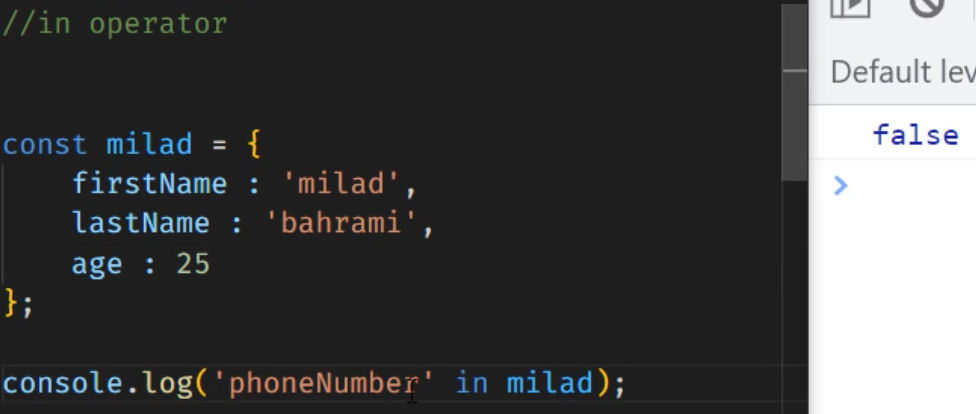 //in operator
const milad = {
firstName : 'milad',
lastName : 'bahrami',
age : 25
};
console.log('phoneNumber' in milad);
Default lev
false
>